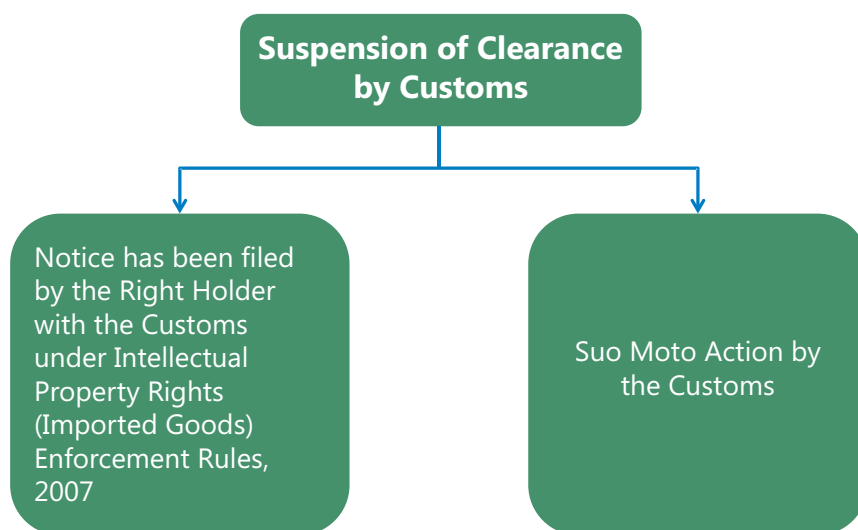 Suspension of Clearance
by Customs
Notice has been filed
by the Right Holder
with the Customs
under Intellectual
Property Rights
(Imported Goods)
Enforcement Rules,
2007
Suo Moto Action by
the Customs